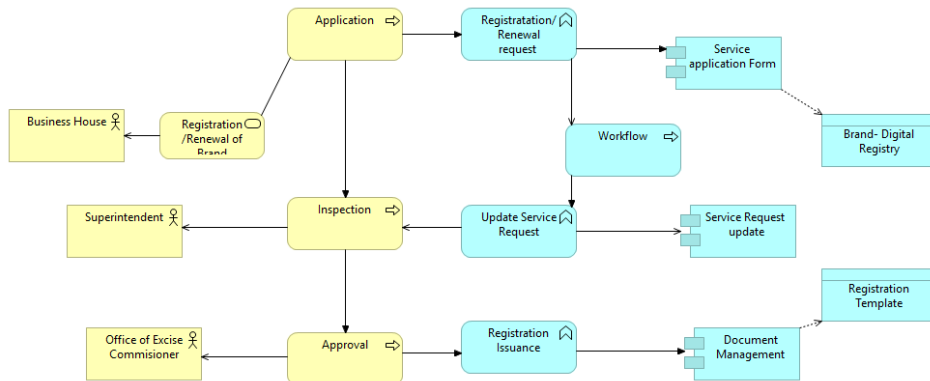 Application
Registratation/
Renewal
request
Service
application Form
Business House
Registration
/Renewal of
Brand
Workflow
Brand- Digital
Registry
Superintendent
Inspection
Update Service
Request
Service Request
update
Registration
Template
Office of Excise
Commisioner
Approval
Registration
Issuance
Document
Management